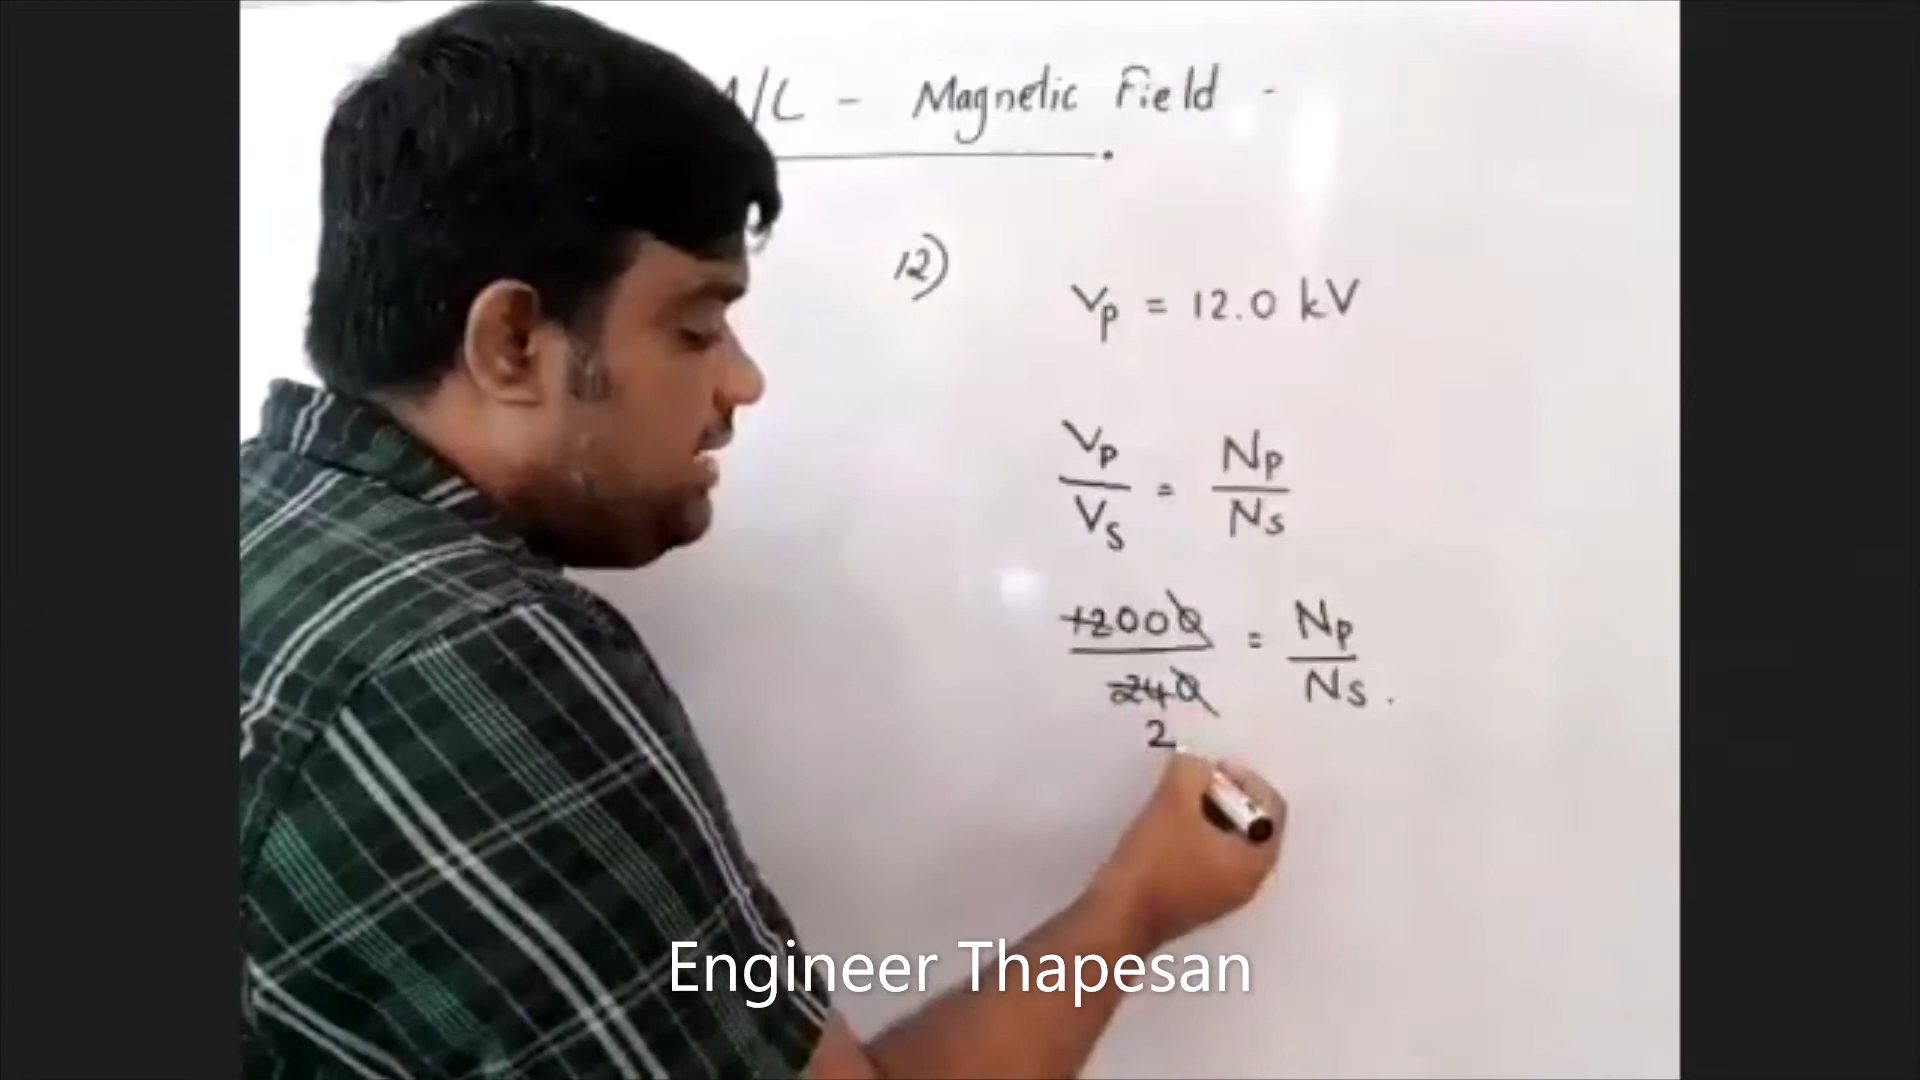 A/L - Magnetic Field -
12)
Vp = 12.0 kV
Vp / Vs = Np / Ns
12000 / 240 = Np / Ns.
2
Engineer Thapesan